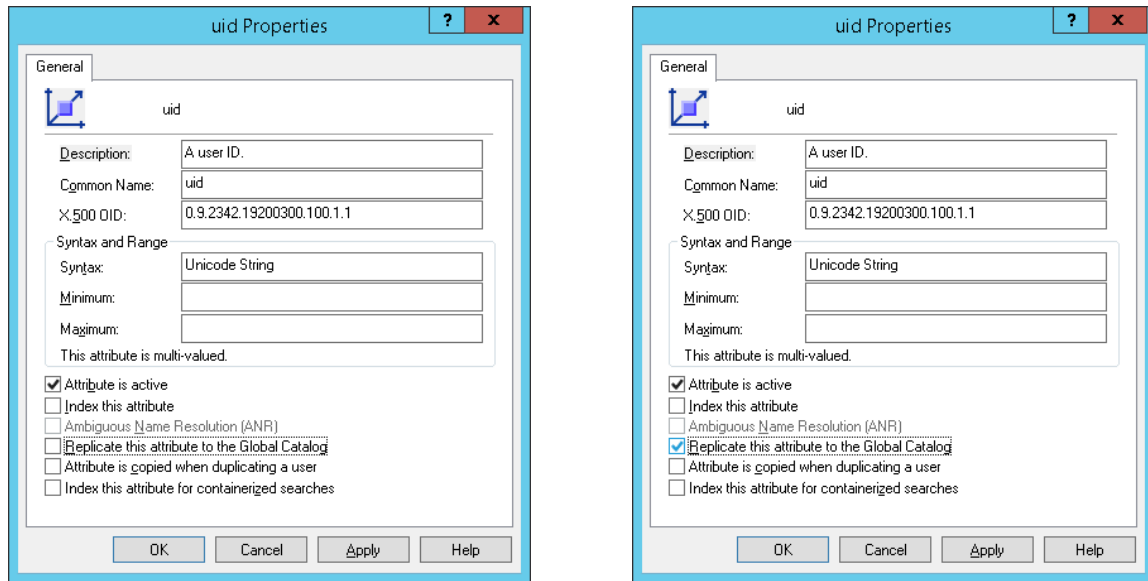 uid Properties
? x
General
uid
Description: A user ID.
Common Name: uid
X.500 OID: 0.9.2342.19200300.100.1.1
Syntax and Range
Syntax: Unicode String
Minimum:
Maximum:
This attribute is multi-valued.
Attribute is active
Index this attribute
Ambiguous Name Resolution (ANR)
Replicate this attribute to the Global Catalog
Attribute is copied when duplicating a user
Index this attribute for containerized searches
OK Cancel Apply Help
uid Properties
? x
General
uid
Description: A user ID.
Common Name: uid
X.500 OID: 0.9.2342.19200300.100.1.1
Syntax and Range
Syntax: Unicode String
Minimum:
Maximum:
This attribute is multi-valued.
Attribute is active
Index this attribute
Ambiguous Name Resolution (ANR)
Replicate this attribute to the Global Catalog
Attribute is copied when duplicating a user
Index this attribute for containerized searches
OK Cancel Apply Help